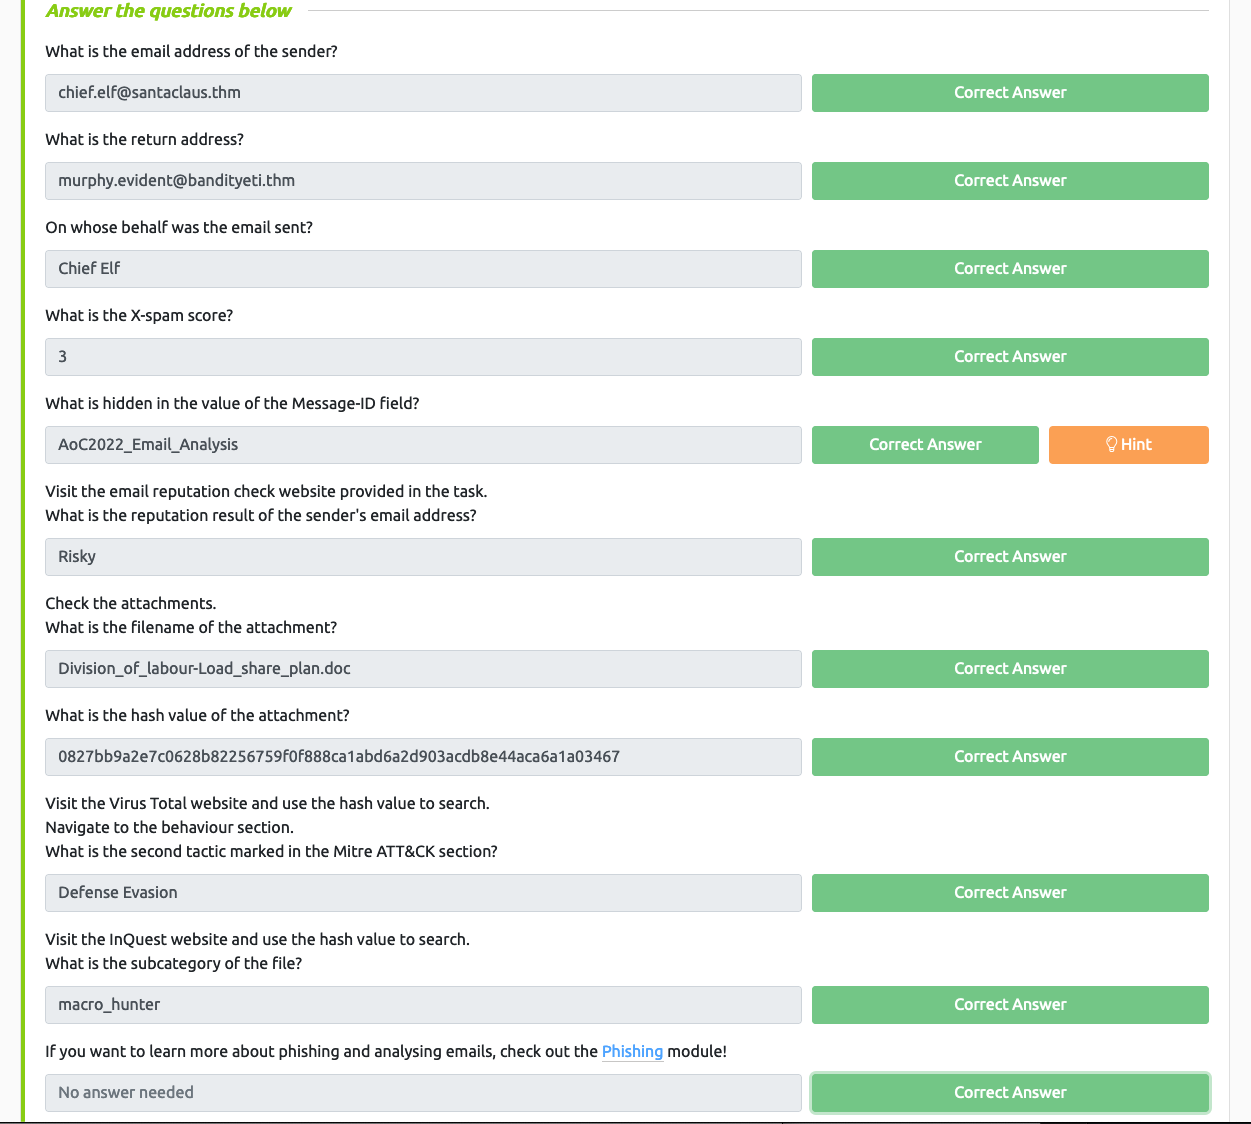 Answer the questions below
What is the email address of the sender?
chief.elf@santaclaus.thm
Correct Answer
What is the return address?
murphy.evident@bandityeti.thm
Correct Answer
On whose behalf was the email sent?
Chief Elf
Correct Answer
What is the X-spam score?
3
Correct Answer
What is hidden in the value of the Message-ID field?
AoC2022_Email_Analysis
Correct Answer
Hint
Visit the email reputation check website provided in the task.
What is the reputation result of the sender's email address?
Risky
Correct Answer
Check the attachments.
What is the filename of the attachment?
Division_of_labour-Load_share_plan.doc
Correct Answer
What is the hash value of the attachment?
0827bb9a2e7c0628b82256759f0f888ca1abd6a2d903acdb8e44aca6a1a03467
Correct Answer
Visit the Virus Total website and use the hash value to search.
Navigate to the behaviour section.
What is the second tactic marked in the Mitre ATT&CK section?
Defense Evasion
Correct Answer
Visit the InQuest website and use the hash value to search.
What is the subcategory of the file?
macro_hunter
Correct Answer
If you want to learn more about phishing and analysing emails, check out the Phishing module!
No answer needed
Correct Answer